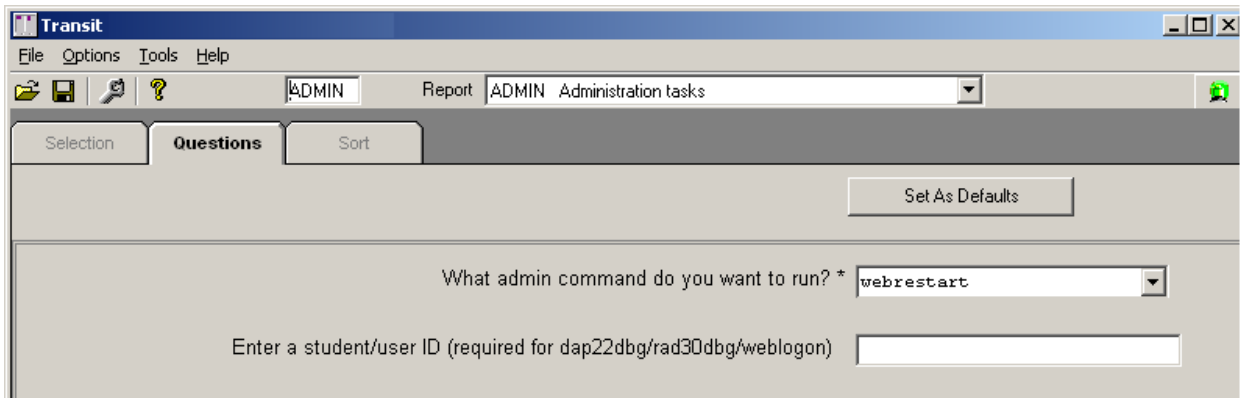 Transit
File Options Tools Help
ADMIN Report ADMIN Administration tasks
Selection Questions Sort
Set As Defaults
What admin command do you want to run? * webrestart
Enter a student/user ID (required for dap22dbg/rad30dbg/weblogon)